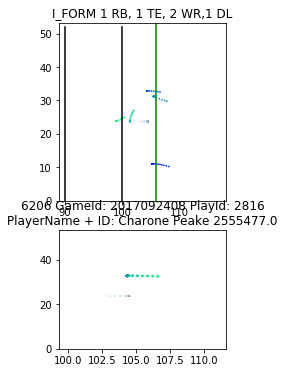 I_FORM 1 RB, 1 TE, 2 WR,1 DL
50
40
30
20
10
0
90 100 110
6206 GameId: 2017092408 PlayId: 2816
PlayerName + ID: Charone Peake 2555477.0
40
20
0
100.0 102.5 105.0 107.5 110.0